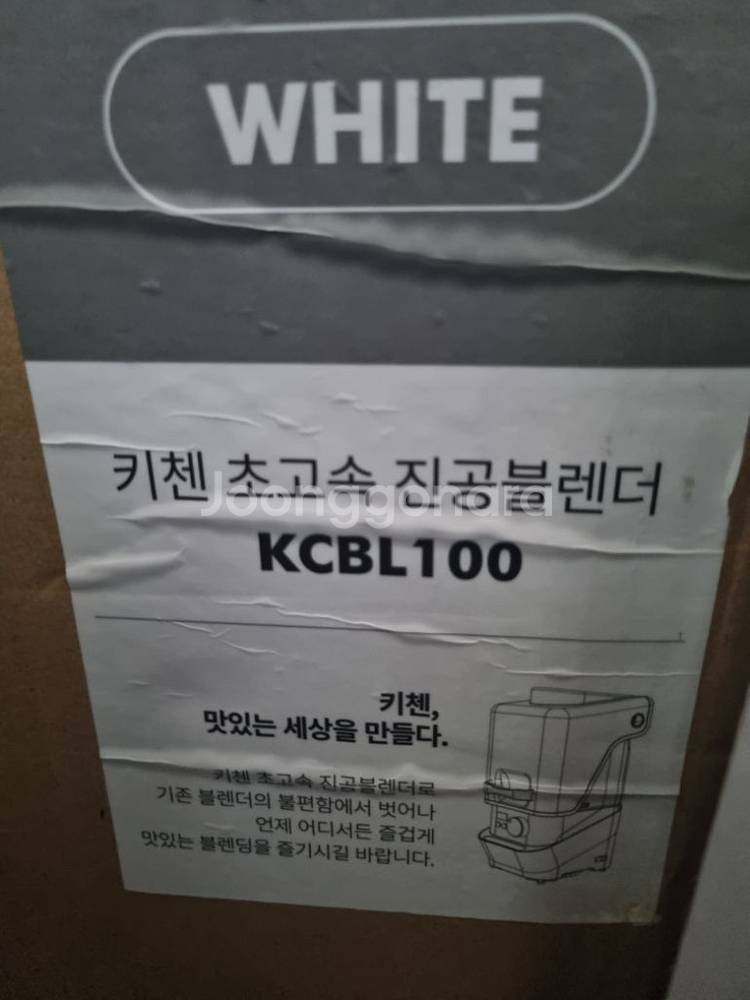 WHITE
키첸 초고속 진공블렌더
Joonggonara
KCBL100
키첸,
맛있는 세상을 만들다.
키첸 초고속 진공블렌더로
기존 블렌더의 불편함에서 벗어나
언제 어디서든 즐겁게
맛있는 블렌딩을 즐기시길 바랍니다.